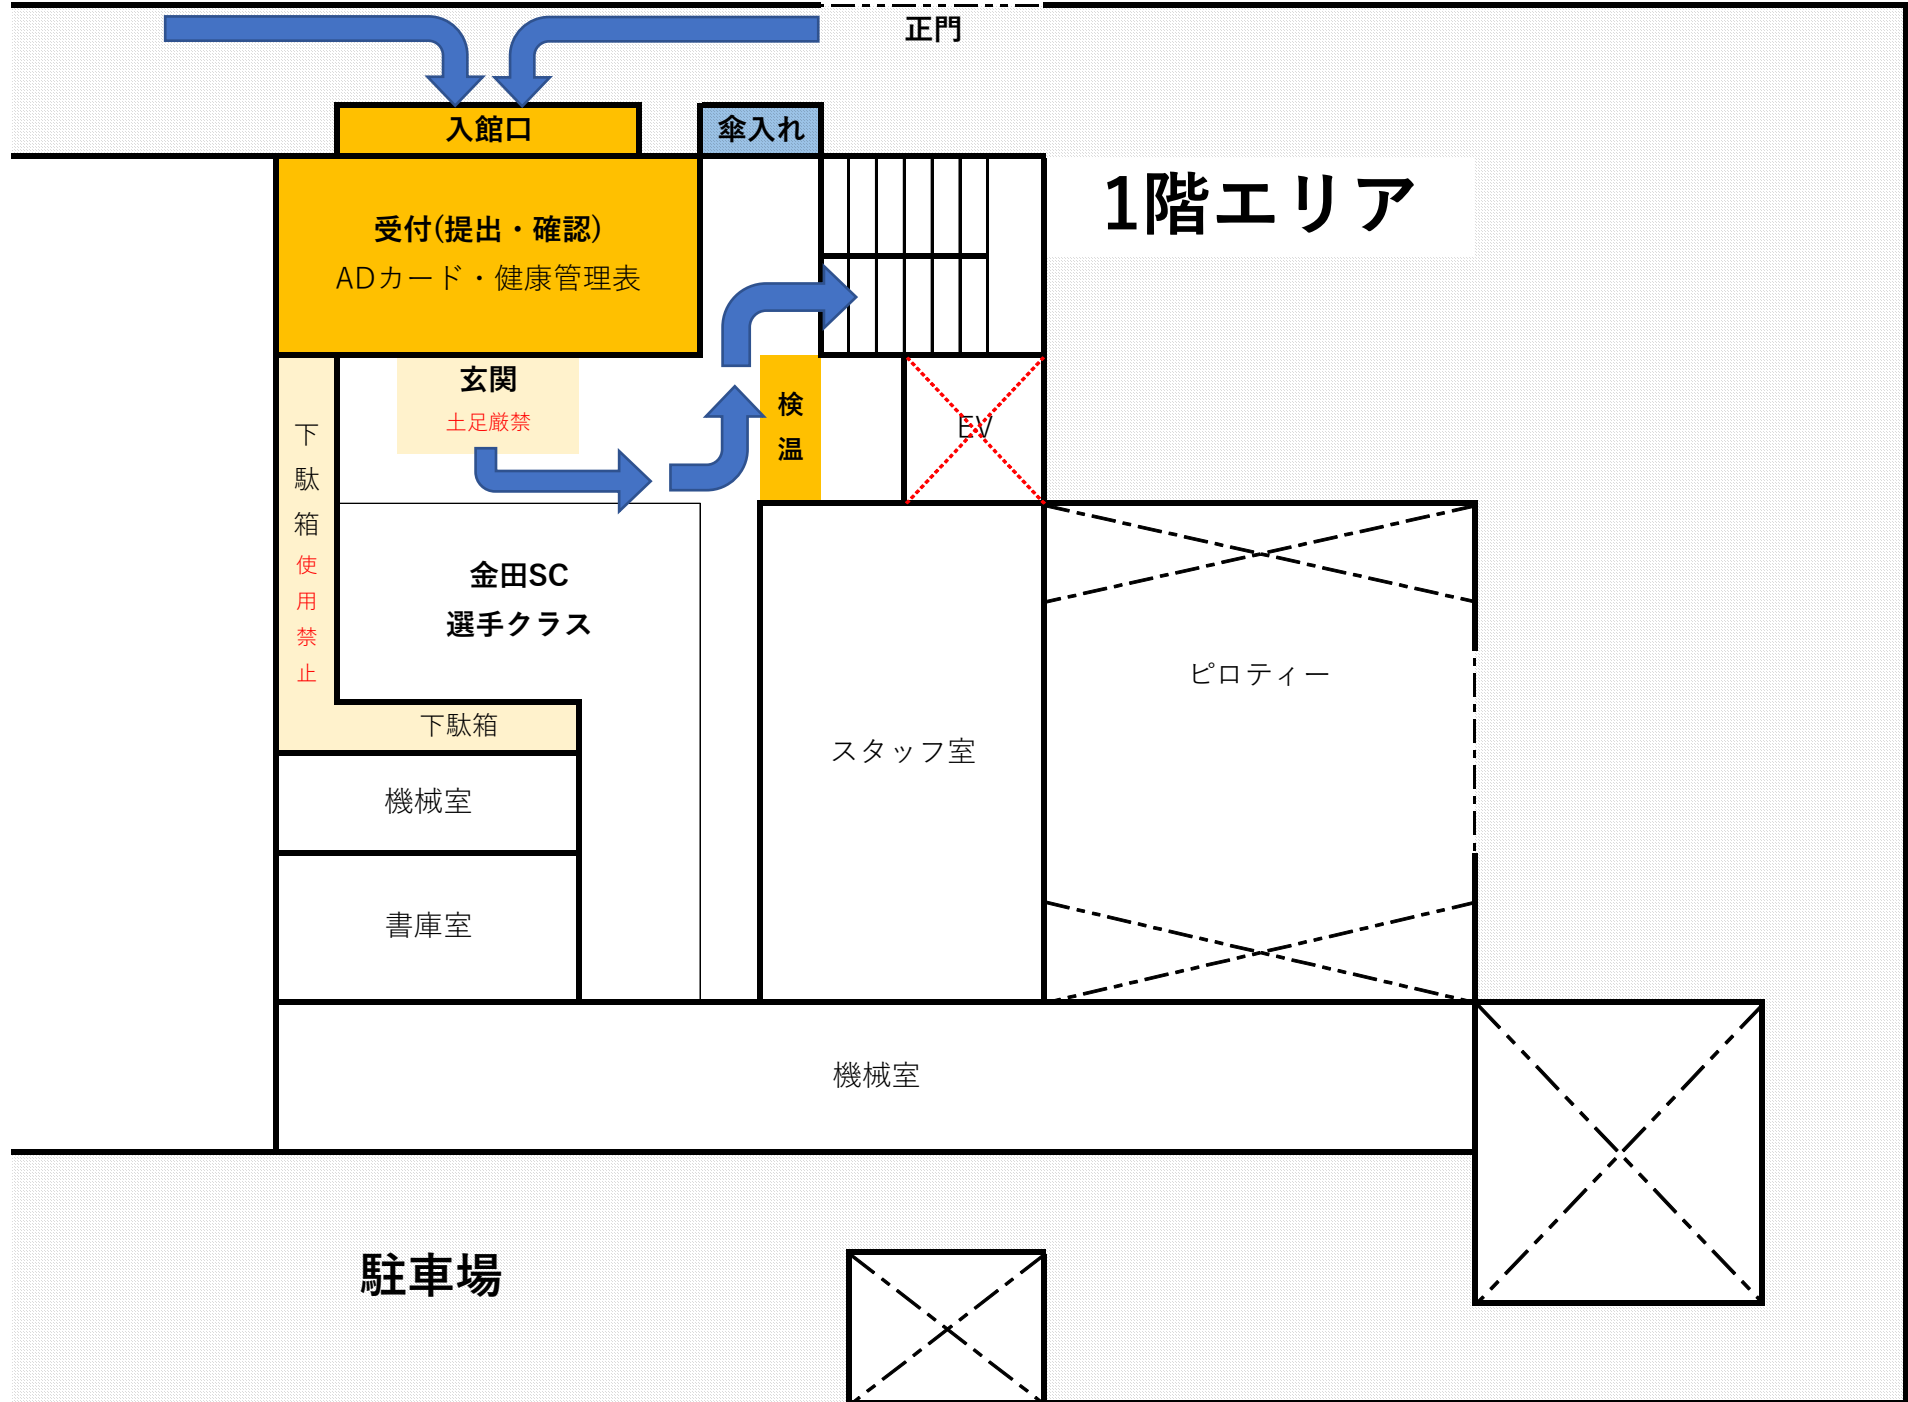 正門
入館口
傘入れ
1階エリア
受付(提出・確認)
ADカード・健康管理表
玄関
土足厳禁
検温
EV
下駄箱使用禁止
金田SC
選手クラス
ピロティー
下駄箱
スタッフ室
機械室
書庫室
機械室
駐車場